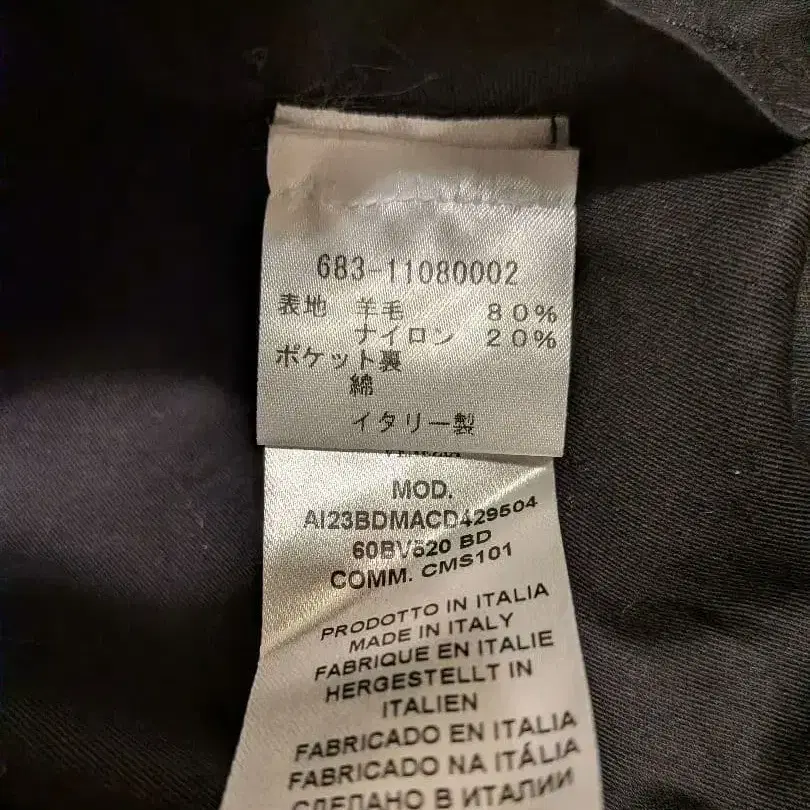 683-11080002
表地 羊毛 80%
ナイロン 20%
ポケット裏
綿
イタリー製
MOD.
AI23BDMACD429504
60BV520 BD
COMM. CMS101
PRODOTTO IN ITALIA
MADE IN ITALY
FABRIQUE EN ITALIE
HERGESTELLT IN
ITALIEN
FABRICADO EN ITALIA
FABRICADO NA ITÁLIA
СДЕЛАНО В ИТАЛИИ